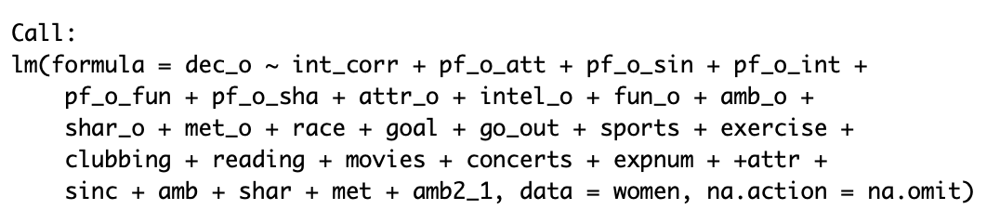 Call:
lm(formula = dec_o ~ int_corr + pf_o_att + pf_o_sin + pf_o_int +
    pf_o_fun + pf_o_sha + attr_o + intel_o + fun_o + amb_o +
    shar_o + met_o + race + goal + go_out + sports + exercise +
    clubbing + reading + movies + concerts + expnum + +attr +
    sinc + amb + shar + met + amb2_1, data = women, na.action = na.omit)